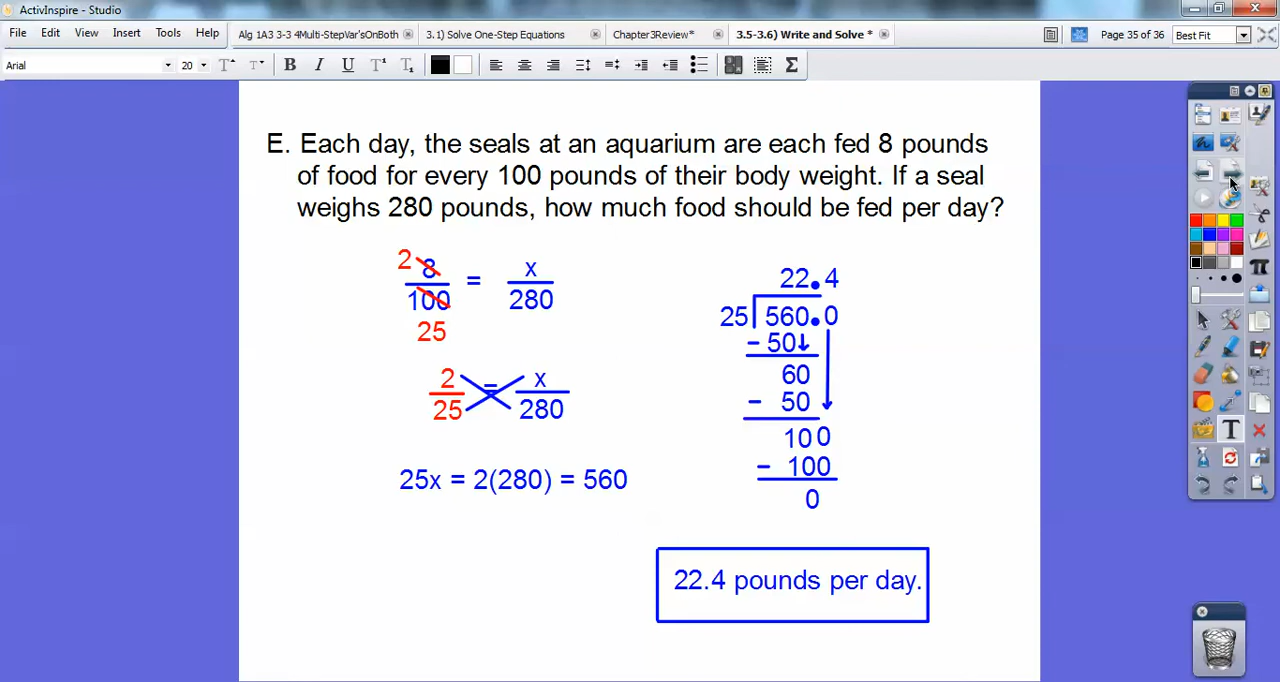 ActivInspire - Studio
File Edit View Insert Tools Help
Alg 1A3 3-3 4Multi-StepVar'sOnBoth
3.1) Solve One-Step Equations
Chapter3Review*
3.5-3.6) Write and Solve *
Page 35 of 36
Best Fit
Arial
20
E. Each day, the seals at an aquarium are each fed 8 pounds
of food for every 100 pounds of their body weight. If a seal
weighs 280 pounds, how much food should be fed per day?
2 8
100
25
=
x
280
2
25
=
x
280
25x = 2(280) = 560
22.4
25 560.0
- 50
60
- 50
100
- 100
0
22.4 pounds per day.